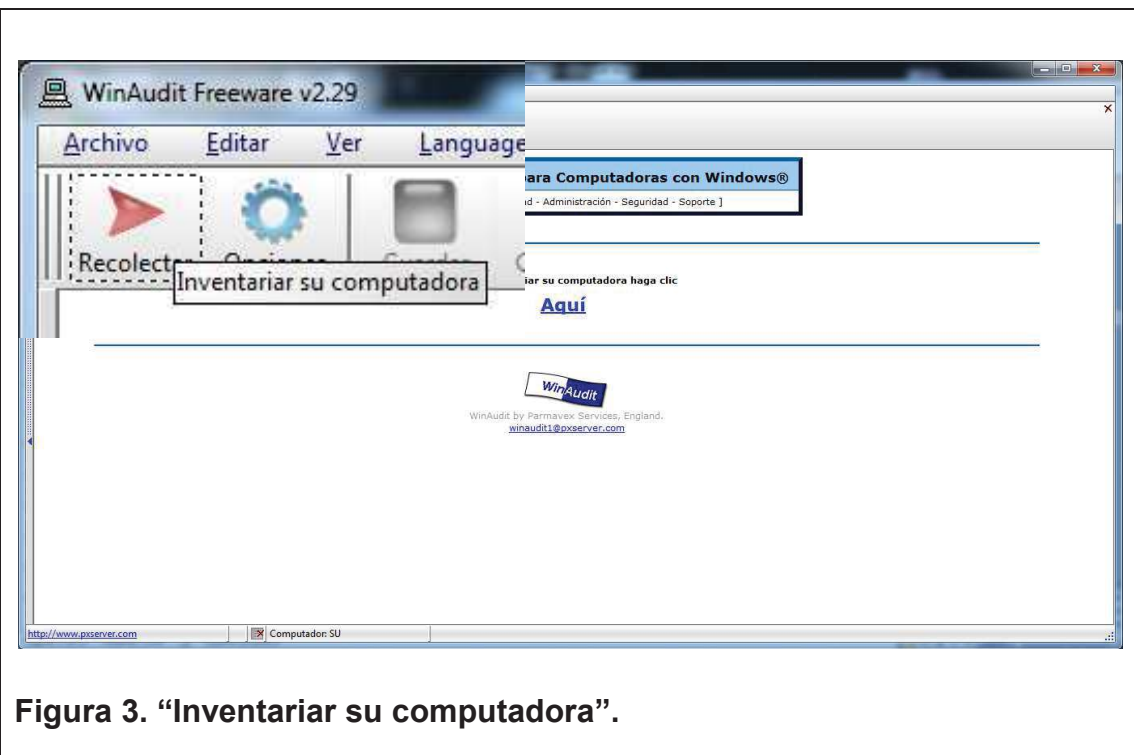 WinAudit Freeware v2.29
Archivo Editar Ver Language
Recolectar Opciones Guardar
Inventariar su computadora
ara Computadoras con Windows®
d - Administración - Seguridad - Soporte ]
iar su computadora haga clic
Aquí
WinAudit
WinAudit by Parmavex Services, England.
winaudit1@pxserver.com
http://www.pxserver.com Computador: SU
Figura 3. “Inventariar su computadora”.